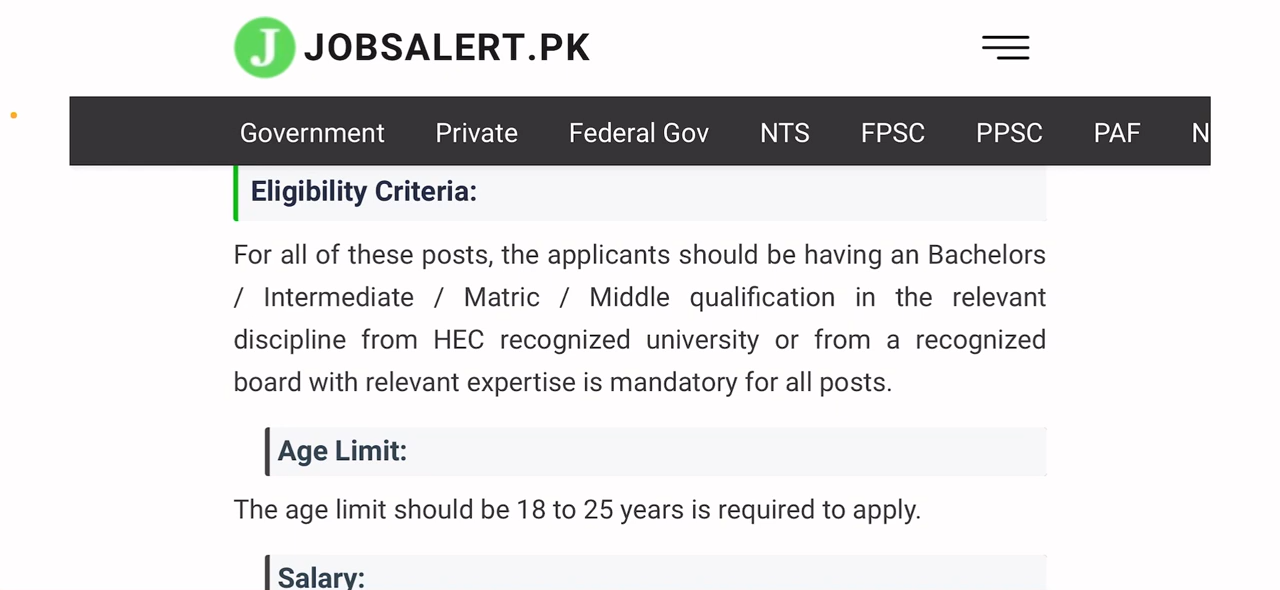 J JOBSALERT.PK
Government Private Federal Gov NTS FPSC PPSC PAF N
Eligibility Criteria:
For all of these posts, the applicants should be having an Bachelors
/ Intermediate / Matric / Middle qualification in the relevant
discipline from HEC recognized university or from a recognized
board with relevant expertise is mandatory for all posts.
Age Limit:
The age limit should be 18 to 25 years is required to apply.
Salary: